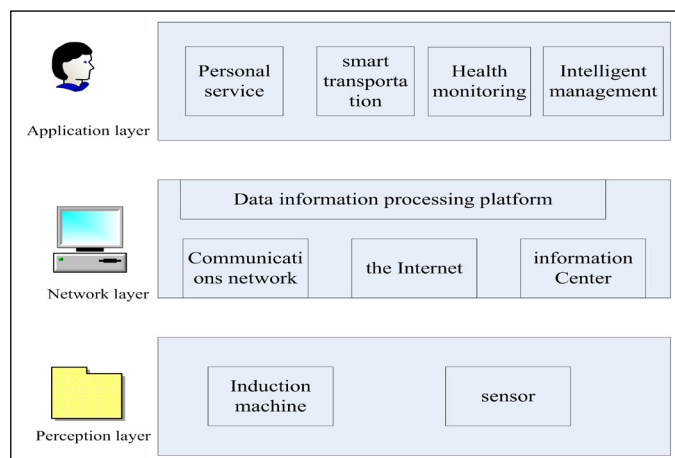 Personal
service
smart
transporta
tion
Health
monitoring
Intelligent
management
Application layer
Data information processing platform
Communicati
ons network
the Internet
information
Center
Network layer
Induction
machine
sensor
Perception layer